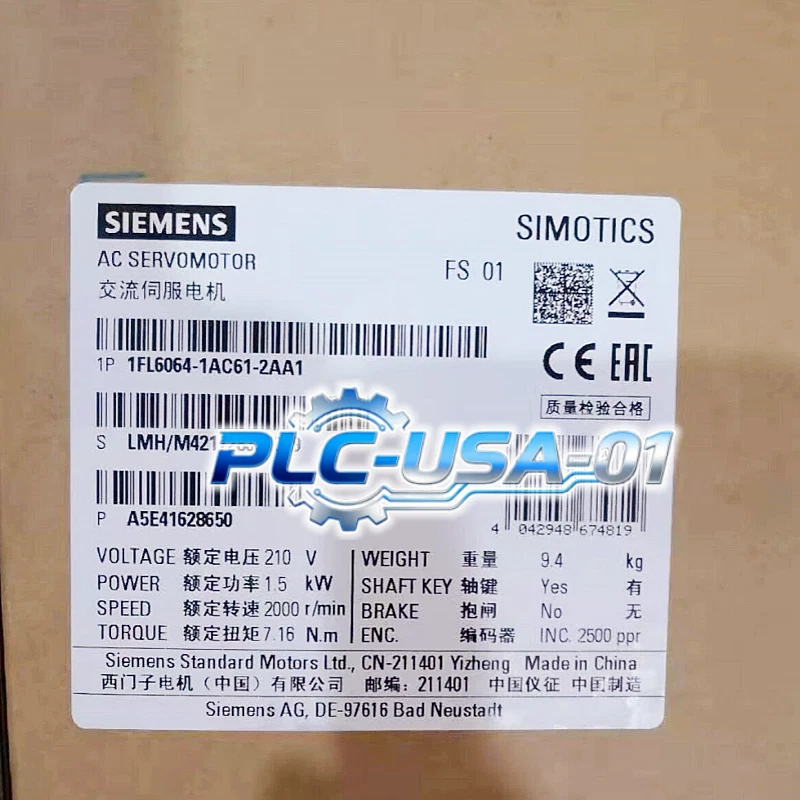 SIEMENS
SIMOTICS
AC SERVOMOTOR
FS 01
交流伺服电机
1P 1FL6064-1AC61-2AA1
CE EAC
质量检验合格
S LMH/M421
PLC-USA-01
P A5E41628650
4 042948 674819
VOLTAGE 额定电压 210 V
POWER 额定功率 1.5 kW
SPEED 额定转速 2000 r/min
TORQUE 额定扭矩 7.16 N.m
WEIGHT 重量 9.4 kg
SHAFT KEY 轴键 Yes 有
BRAKE 抱闸 No 无
ENC. 编码器 INC. 2500 ppr
Siemens Standard Motors Ltd., CN-211401 Yizheng Made in China
西门子电机（中国）有限公司 邮编：211401 中国仪征 中国制造
Siemens AG, DE-97616 Bad Neustadt